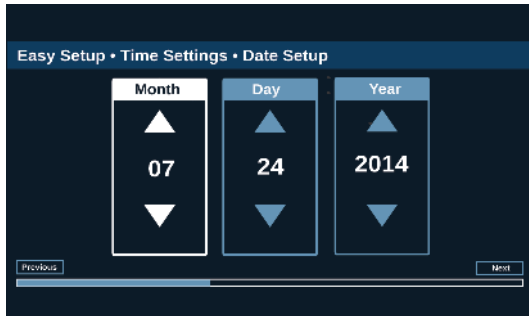 Easy Setup • Time Settings • Date Setup
Month Day Year
07 24 2014
Previous Next